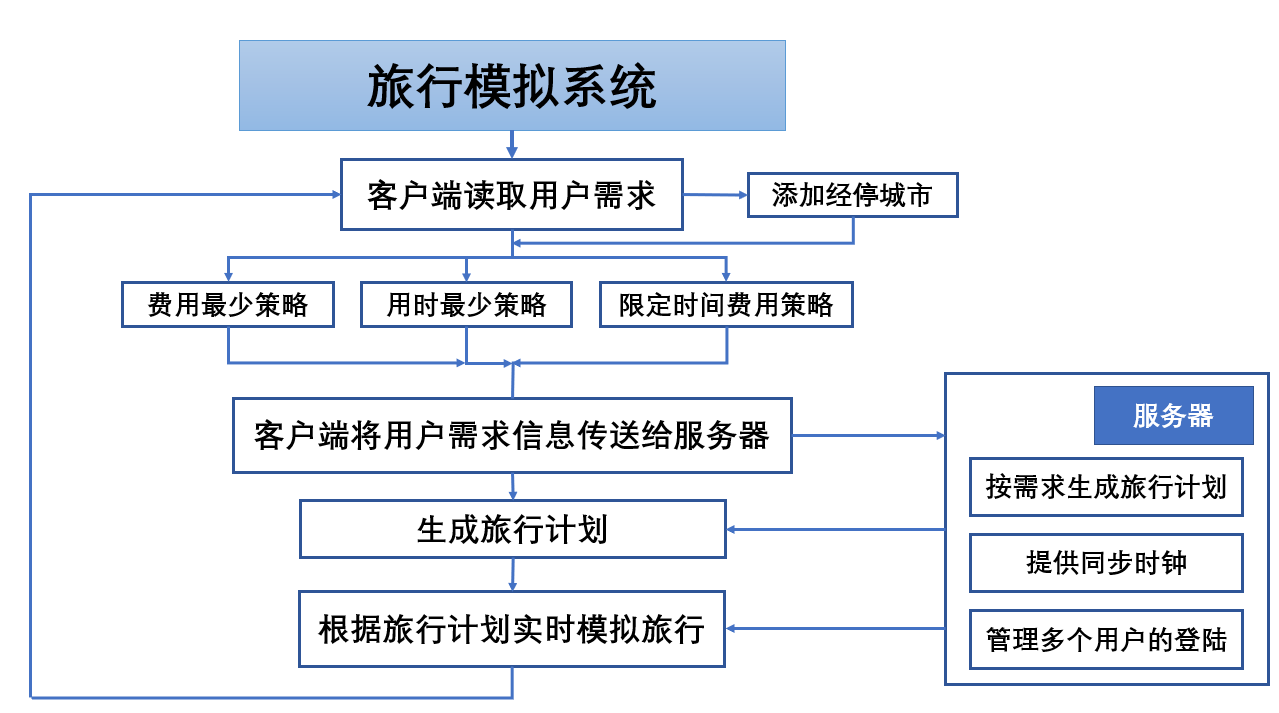 旅行模拟系统
客户端读取用户需求
添加经停城市
费用最少策略
用时最少策略
限定时间费用策略
客户端将用户需求信息传送给服务器
服务器
按需求生成旅行计划
生成旅行计划
提供同步时钟
根据旅行计划实时模拟旅行
管理多个用户的登陆